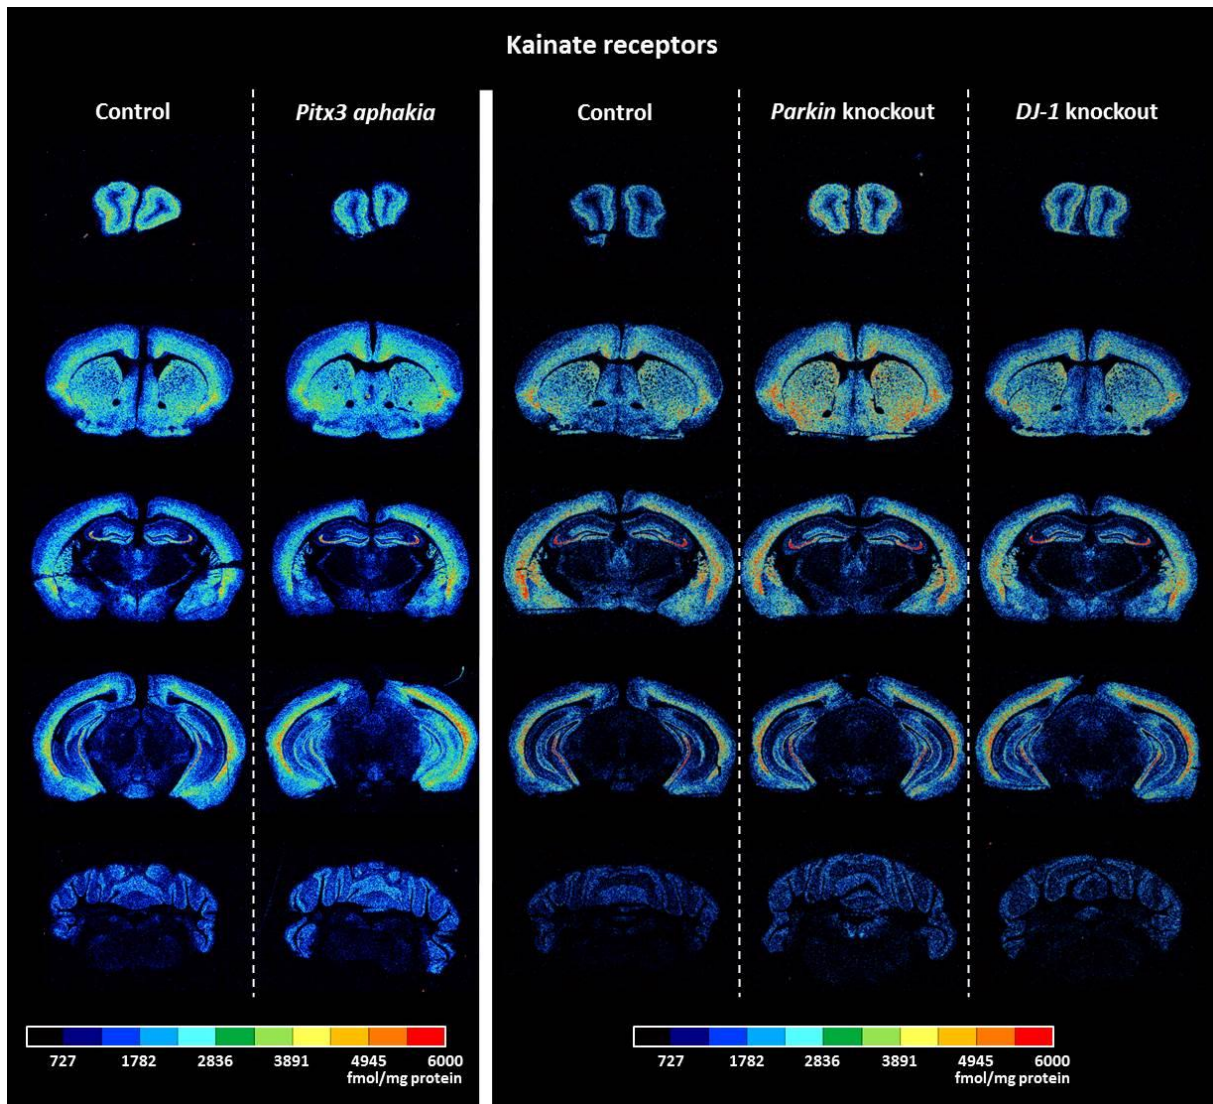 Kainate receptors
Control
Pitx3 aphakia
Control
Parkin knockout
DJ-1 knockout
727 1782 2836 3891 4945 6000
fmol/mg protein
727 1782 2836 3891 4945 6000
fmol/mg protein